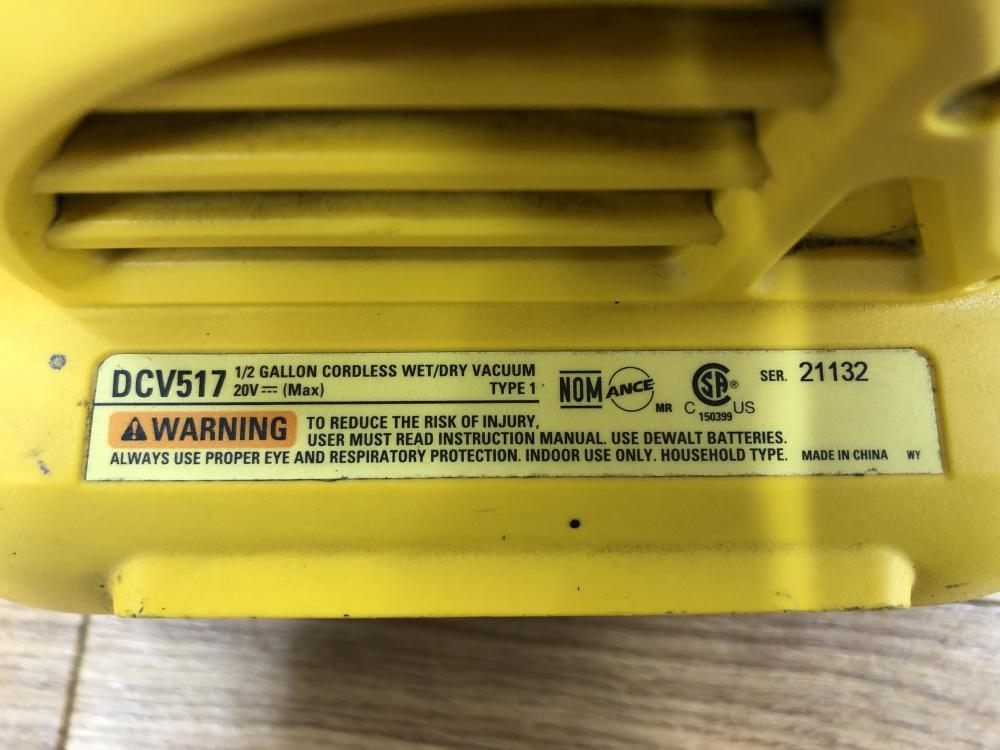 DCV517 1/2 GALLON CORDLESS WET/DRY VACUUM
20V⎓ (Max) TYPE 1
NOM ANCE MR
SA ® C US
150399
SER. 21132
WARNING TO REDUCE THE RISK OF INJURY,
USER MUST READ INSTRUCTION MANUAL. USE DEWALT BATTERIES.
ALWAYS USE PROPER EYE AND RESPIRATORY PROTECTION. INDOOR USE ONLY. HOUSEHOLD TYPE. MADE IN CHINA WY